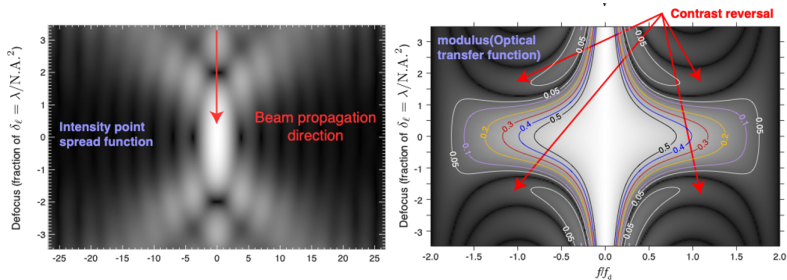 Defocus (fraction of δℓ = λ/N.A.²)
3
2
1
0
-1
-2
-3
Intensity point
spread function
Beam propagation
direction
-25 -20 -15 -10 -5 0 5 10 15 20 25
Contrast reversal
modulus(Optical
transfer function)
Defocus (fraction of δℓ = λ/N.A.²)
3
2
1
0
-1
-2
-3
0.05
0.05
0.05
0.05
0.1
0.2
0.3
0.4
0.5
0.5
0.4
0.3
0.2
0.1
0.05
0.05
0.05
-2.0 -1.5 -1.0 -0.5 0.0 0.5 1.0 1.5 2.0
f/fd